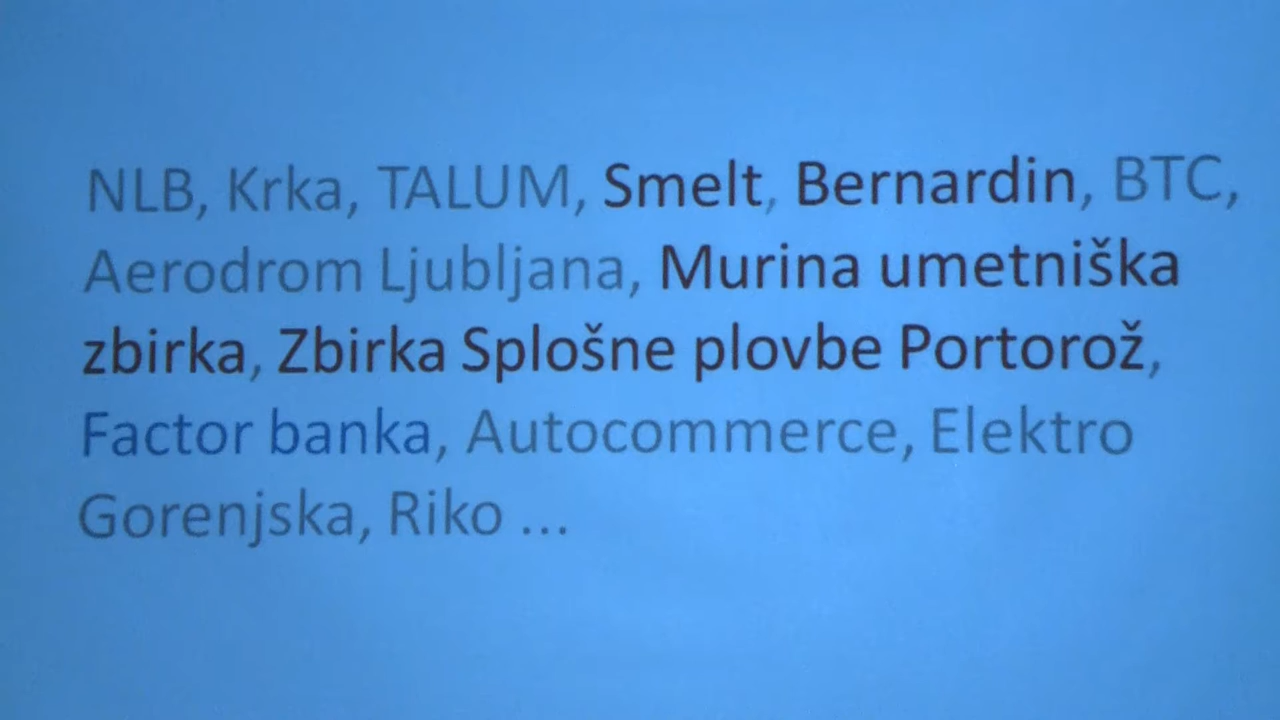 NLB, Krka, TALUM, Smelt, Bernardin, BTC,
Aerodrom Ljubljana, Murina umetniška
zbirka, Zbirka Splošne plovbe Portorož,
Factor banka, Autocommerce, Elektro
Gorenjska, Riko ...